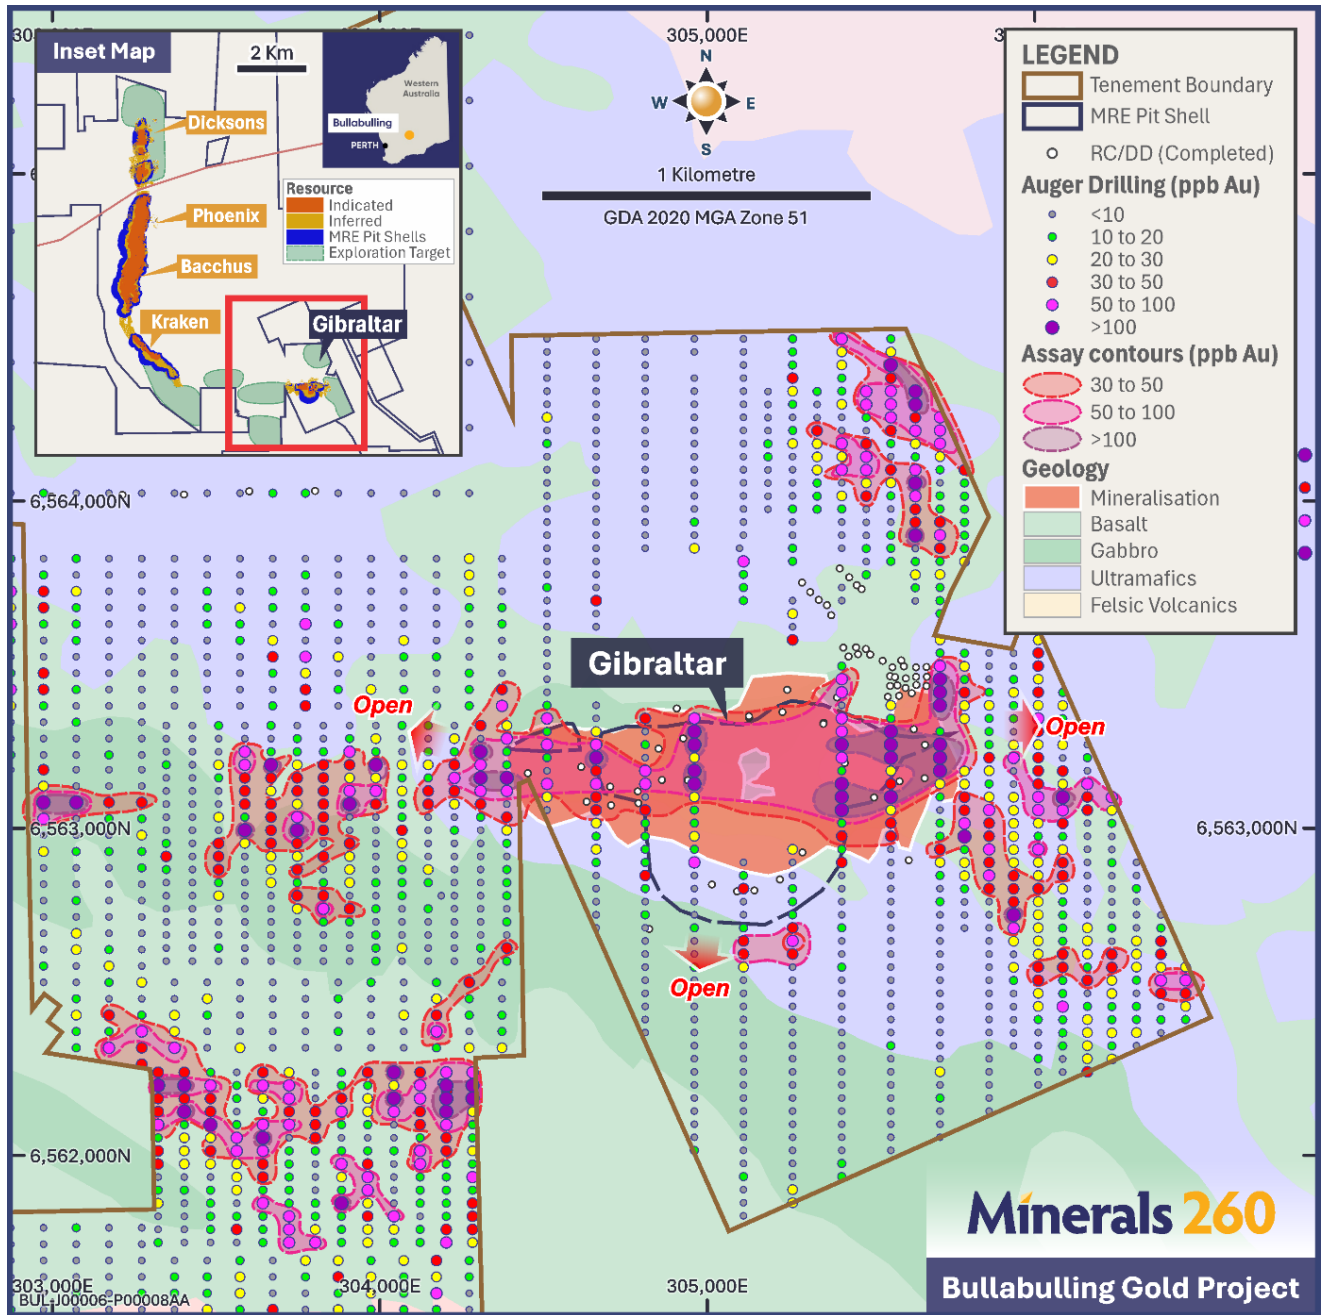 305,000E
Inset Map
2 Km
Western
Australia
Bullabulling
PERTH
Dicksons
Phoenix
Bacchus
Kraken
Gibraltar
Resource
Indicated
Inferred
MRE Pit Shells
Exploration Target
N
W
E
S
1 Kilometre
GDA 2020 MGA Zone 51
LEGEND
Tenement Boundary
MRE Pit Shell
RC/DD (Completed)
Auger Drilling (ppb Au)
<10
10 to 20
20 to 30
30 to 50
50 to 100
>100
Assay contours (ppb Au)
30 to 50
50 to 100
>100
Geology
Mineralisation
Basalt
Gabbro
Ultramafics
Felsic Volcanics
6,564,000N
Gibraltar
Open
Open
6,563,000N
6,563,000N
Open
6,562,000N
Minerals 260
Bullabulling Gold Project
303,000E
304,000E
305,000E
BUL-J00006-P00008AA